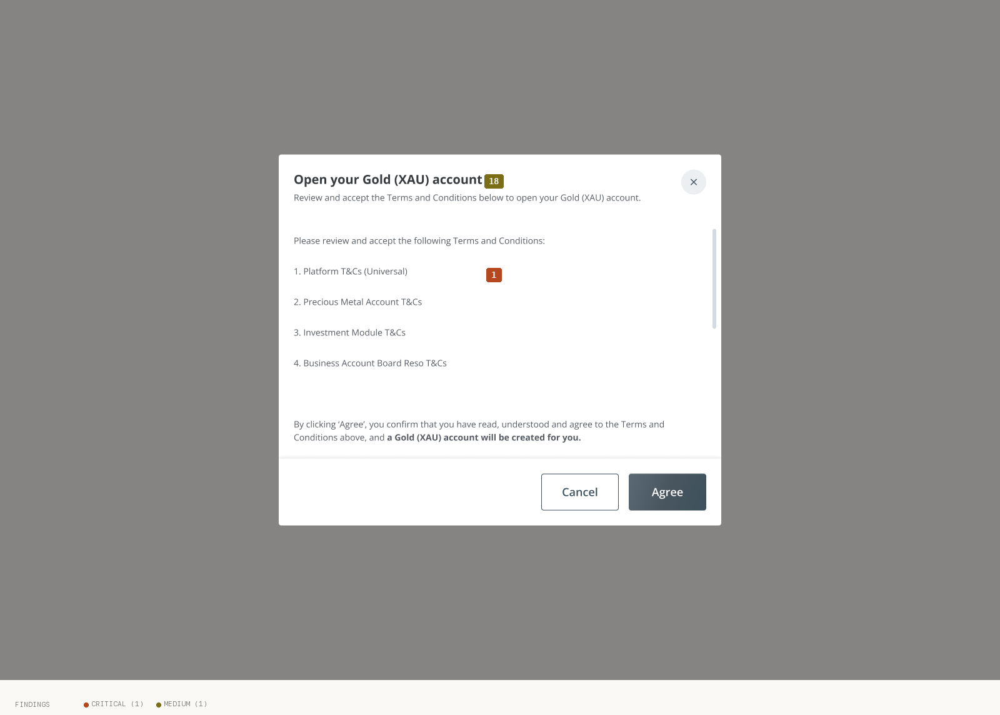 Open your Gold (XAU) account 18
Review and accept the Terms and Conditions below to open your Gold (XAU) account.
Please review and accept the following Terms and Conditions:
1. Platform T&Cs (Universal)
1
2. Precious Metal Account T&Cs
3. Investment Module T&Cs
4. Business Account Board Reso T&Cs
By clicking ‘Agree’, you confirm that you have read, understood and agree to the Terms and
Conditions above, and a Gold (XAU) account will be created for you.
Cancel
Agree
FINDINGS
CRITICAL (1)
MEDIUM (1)